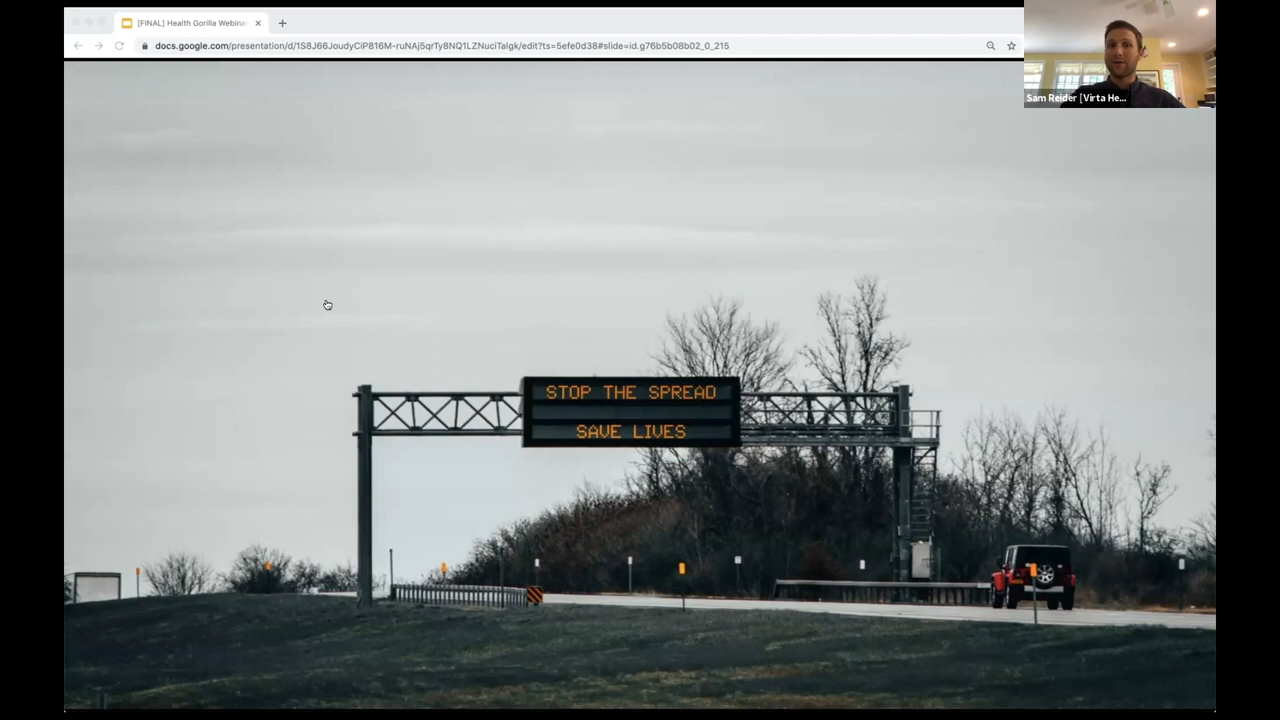 [FINAL] Health Gorilla Webina
docs.google.com/presentation/d/1S8J66JoudyCiP816M-ruNAj5qrTy8NQ1LZNuciTaIgk/edit?ts=5efe0d38#slide=id.g76b5b08b02_0_215
Sam Reider [Virta He...
STOP THE SPREAD
SAVE LIVES